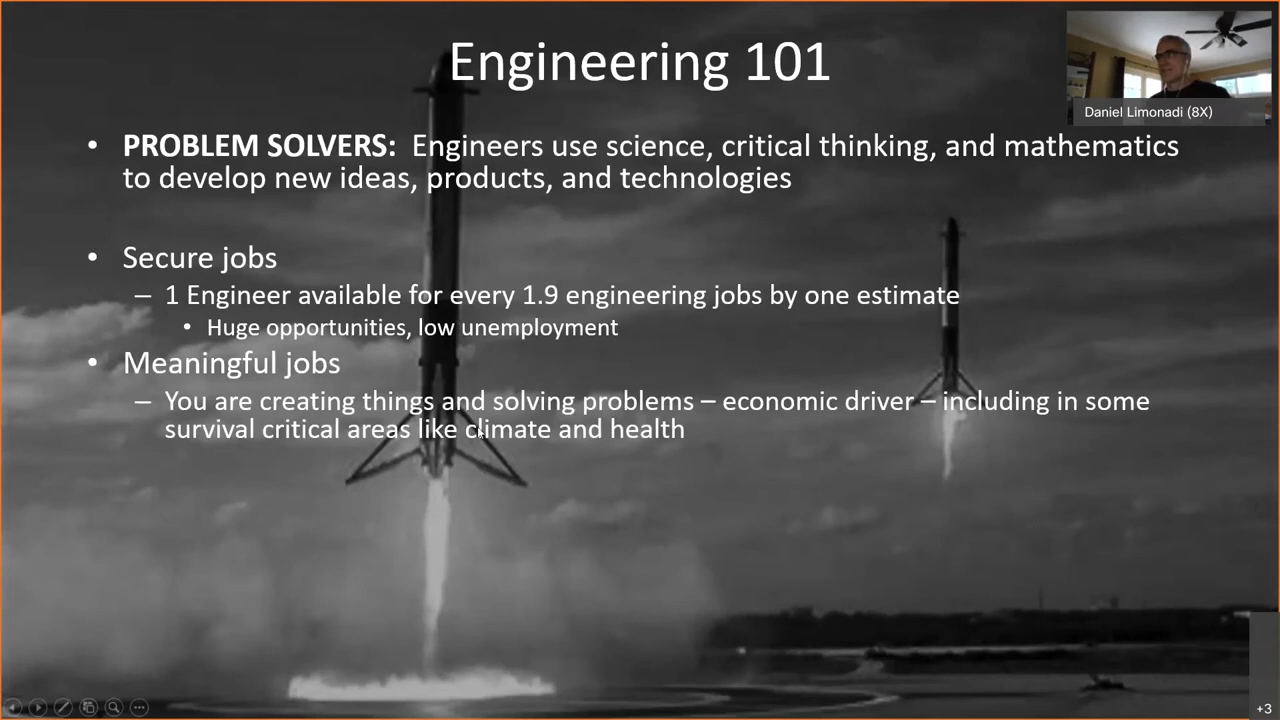 Engineering 101
Daniel Limonadi (8X)
• PROBLEM SOLVERS: Engineers use science, critical thinking, and mathematics
to develop new ideas, products, and technologies
• Secure jobs
– 1 Engineer available for every 1.9 engineering jobs by one estimate
• Huge opportunities, low unemployment
• Meaningful jobs
– You are creating things and solving problems – economic driver – including in some
survival critical areas like climate and health
+3